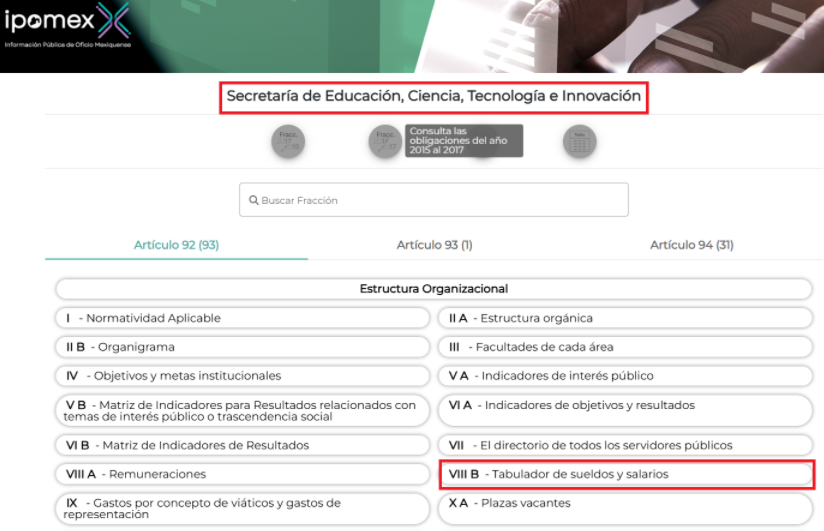 ipomex
Información Pública de Oficio Mexiquense
Secretaría de Educación, Ciencia, Tecnología e Innovación
Fracc.
Fracc.
Consulta las
obligaciones del año
2015 al 2017
Buscar Fracción
Artículo 92 (93) Artículo 93 (1) Artículo 94 (31)
Estructura Organizacional
I - Normatividad Aplicable
II A - Estructura orgánica
II B - Organigrama
III - Facultades de cada área
IV - Objetivos y metas institucionales
V A - Indicadores de interés público
V B - Matriz de Indicadores para Resultados relacionados con
temas de interés público o trascendencia social
VI A - Indicadores de objetivos y resultados
VI B - Matriz de Indicadores de Resultados
VII - El directorio de todos los servidores públicos
VIII A - Remuneraciones
VIII B - Tabulador de sueldos y salarios
IX - Gastos por concepto de viáticos y gastos de
representación
X A - Plazas vacantes